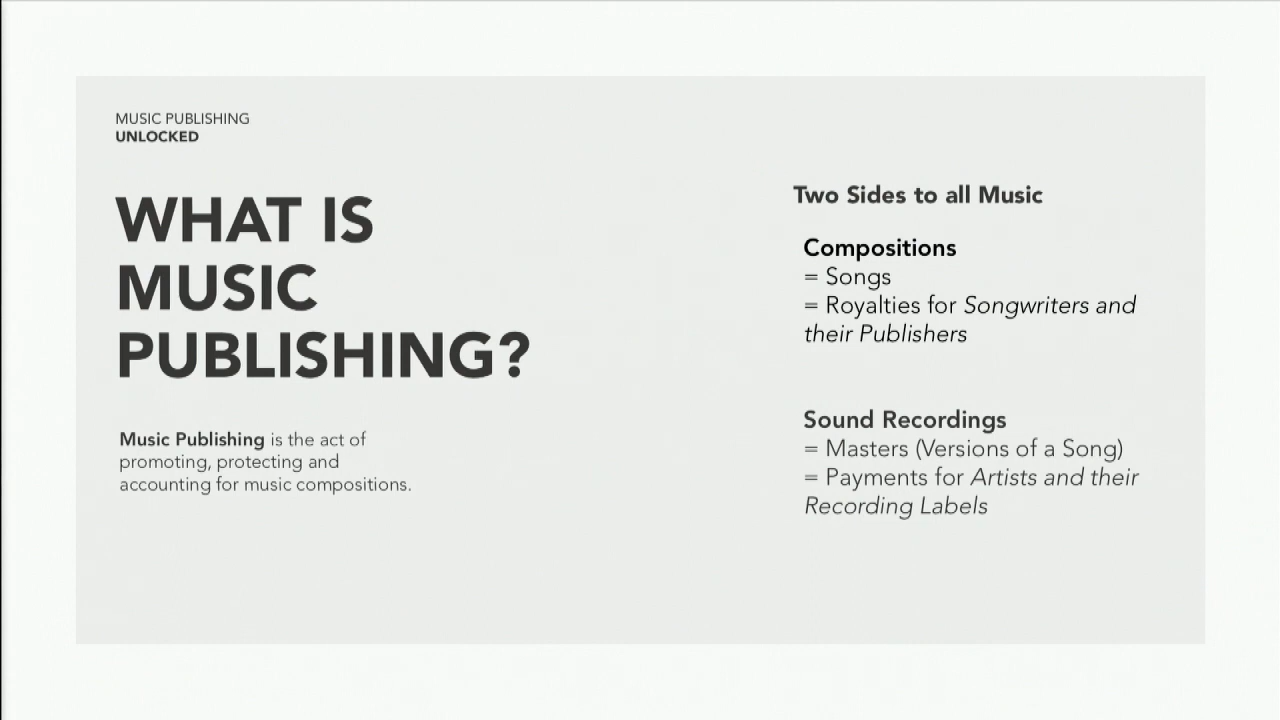 MUSIC PUBLISHING
UNLOCKED
WHAT IS
MUSIC
PUBLISHING?
Music Publishing is the act of
promoting, protecting and
accounting for music compositions.
Two Sides to all Music
Compositions
= Songs
= Royalties for Songwriters and
their Publishers
Sound Recordings
= Masters (Versions of a Song)
= Payments for Artists and their
Recording Labels